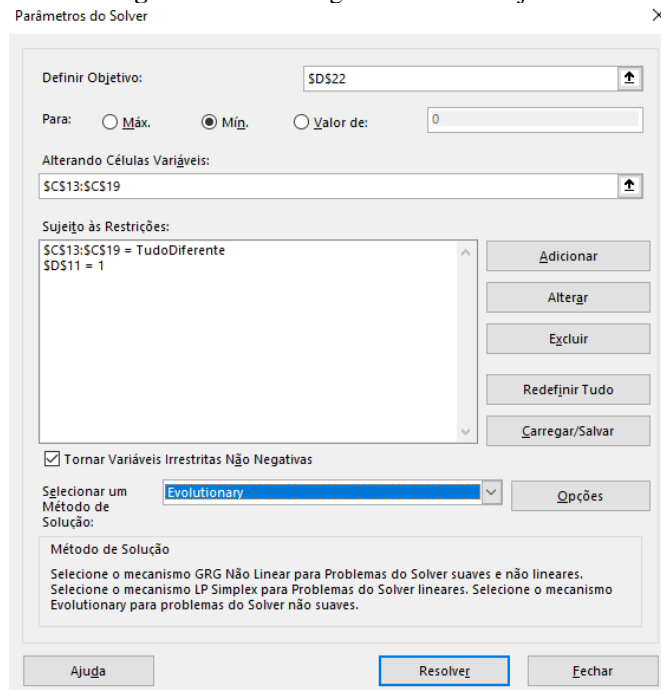 Parâmetros do Solver
Definir Objetivo:
$D$22
Para:
Máx.
Mín.
Valor de:
0
Alterando Células Variáveis:
$C$13:$C$19
Sujeito às Restrições:
$C$13:$C$19 = TudoDiferente
$D$11 = 1
Adicionar
Alterar
Excluir
Redefinir Tudo
Carregar/Salvar
Tornar Variáveis Irrestritas Não Negativas
Selecionar um
Método de
Solução:
Evolutionary
Opções
Método de Solução
Selecione o mecanismo GRG Não Linear para Problemas do Solver suaves e não lineares.
Selecione o mecanismo LP Simplex para Problemas do Solver lineares. Selecione o mecanismo
Evolutionary para problemas do Solver não suaves.
Ajuda
Resolver
Fechar